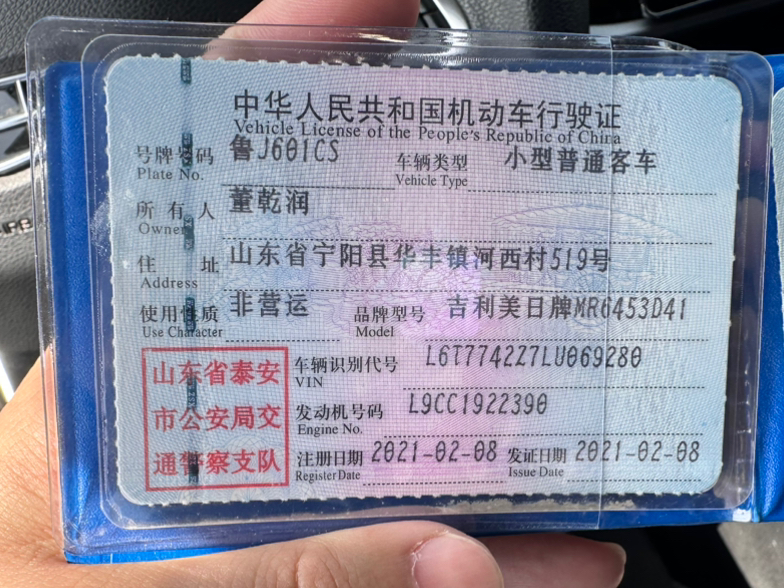 中华人民共和国机动车行驶证
Vehicle License of the People's Republic of China
号牌号码 鲁J601CS 车辆类型 小型普通客车
Plate No. Vehicle Type
所有人 董乾润
Owner
住址 山东省宁阳县华丰镇河西村519号
Address
使用性质 非营运 品牌型号 吉利美日牌MR6453D41
Use Character Model
山东省泰安
市公安局交
通警察支队
车辆识别代号 L6T7742Z7LU069280
VIN
发动机号码 L9CC1922390
Engine No.
注册日期 2021-02-08 发证日期 2021-02-08
Register Date Issue Date